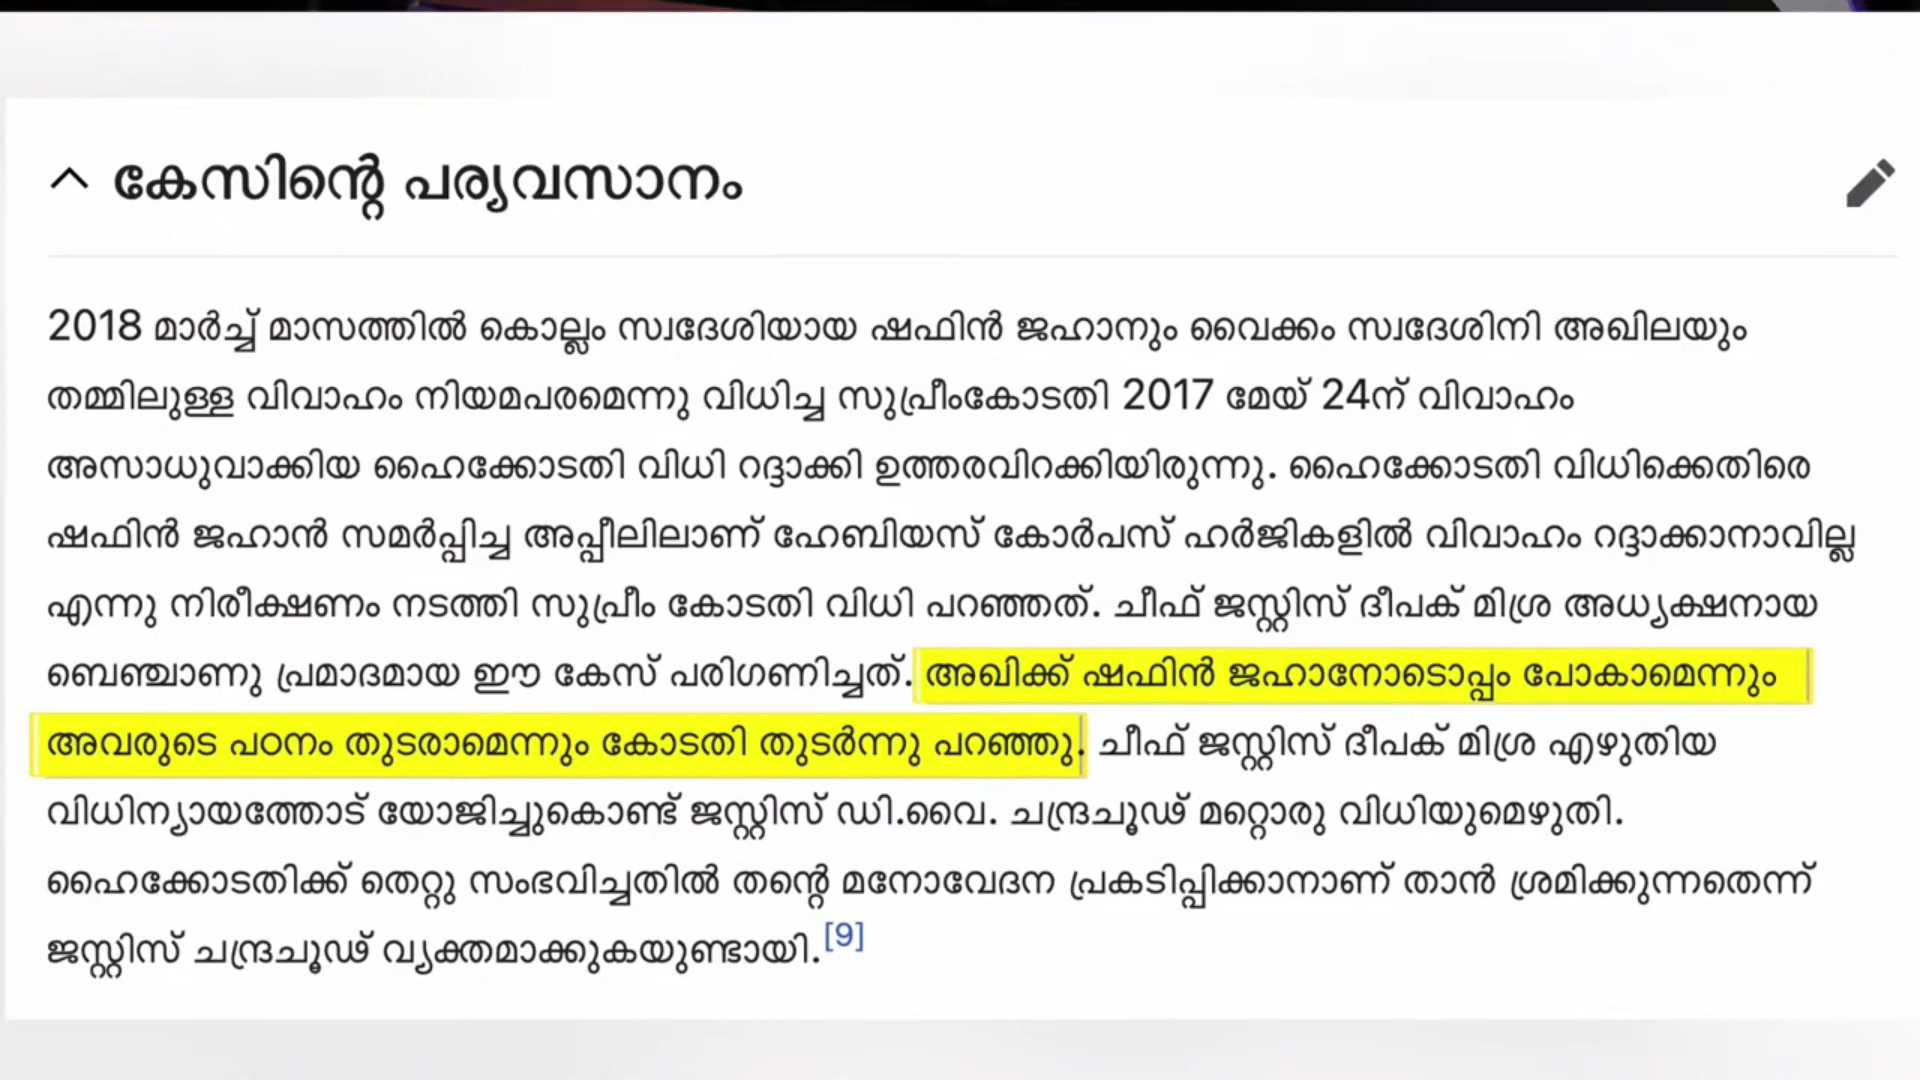 കേസിന്റെ പര്യവസാനം
2018 മാർച്ച് മാസത്തിൽ കൊല്ലം സ്വദേശിയായ ഷഫിൻ ജഹാനും വൈക്കം സ്വദേശിനി അഖിലയും
തമ്മിലുള്ള വിവാഹം നിയമപരമെന്നു വിധിച്ച സുപ്രീംകോടതി 2017 മേയ് 24ന് വിവാഹം
അസാധുവാക്കിയ ഹൈക്കോടതി വിധി റദ്ദാക്കി ഉത്തരവിറക്കിയിരുന്നു. ഹൈക്കോടതി വിധിക്കെതിരെ
ഷഫിൻ ജഹാൻ സമർപ്പിച്ച അപ്പീലിലാണ് ഹേബിയസ് കോർപസ് ഹർജികളിൽ വിവാഹം റദ്ദാക്കാനാവില്ല
എന്നു നിരീക്ഷണം നടത്തി സുപ്രീം കോടതി വിധി പറഞ്ഞത്. ചീഫ് ജസ്റ്റിസ് ദീപക് മിശ്ര അധ്യക്ഷനായ
ബെഞ്ചാണു പ്രമാദമായ ഈ കേസ് പരിഗണിച്ചത്. അഖിക്ക് ഷഫിൻ ജഹാനോടൊപ്പം പോകാമെന്നും
അവരുടെ പഠനം തുടരാമെന്നും കോടതി തുടർന്നു പറഞ്ഞു. ചീഫ് ജസ്റ്റിസ് ദീപക് മിശ്ര എഴുതിയ
വിധിന്യായത്തോട് യോജിച്ചുകൊണ്ട് ജസ്റ്റിസ് ഡി.വൈ. ചന്ദ്രചൂഢ് മറ്റൊരു വിധിയുമെഴുതി.
ഹൈക്കോടതിക്ക് തെറ്റു സംഭവിച്ചതിൽ തന്റെ മനോവേദന പ്രകടിപ്പിക്കാനാണ് താൻ ശ്രമിക്കുന്നതെന്ന്
ജസ്റ്റിസ് ചന്ദ്രചൂഢ് വ്യക്തമാക്കുകയുണ്ടായി.[9]